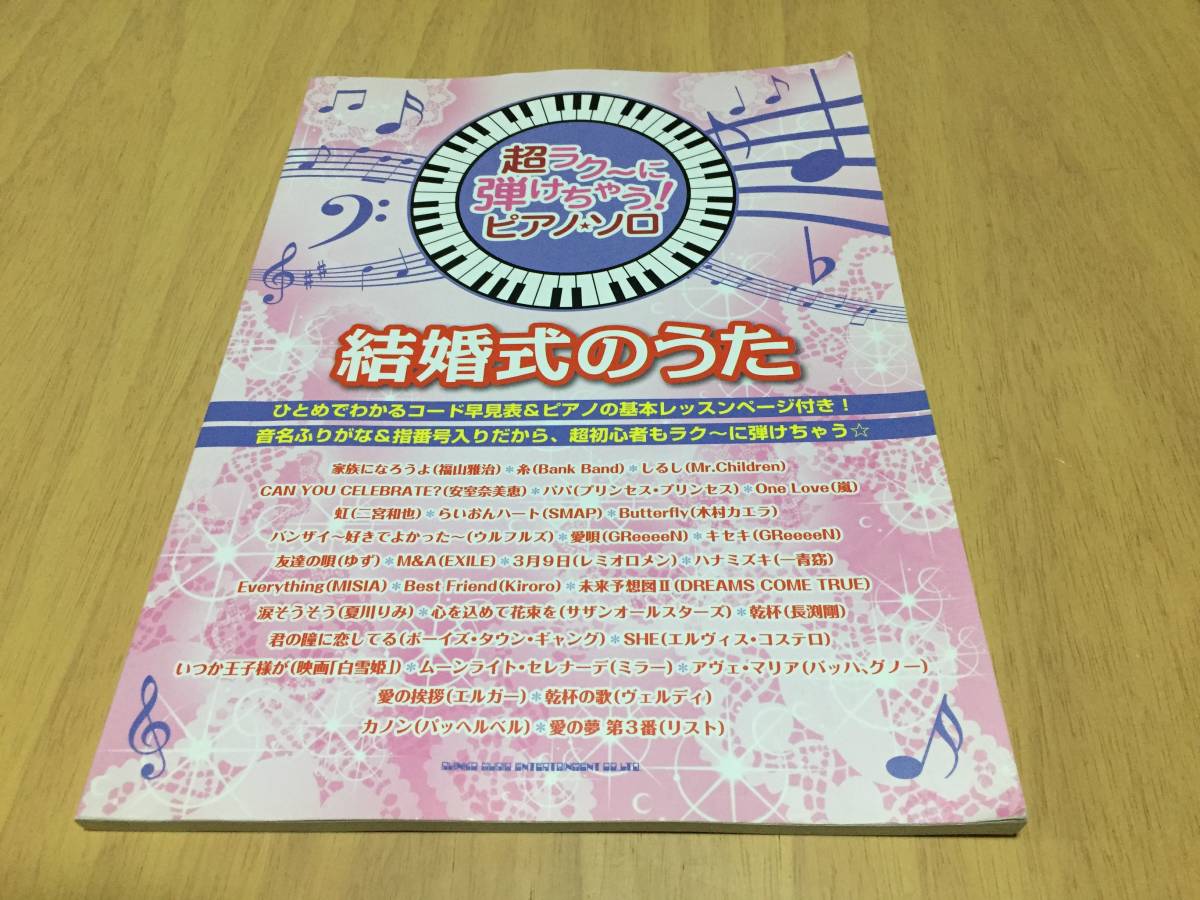 超ラク〜に
弾けちゃう!
ピアノ★ソロ
結婚式のうた
ひとめでわかるコード早見表&ピアノの基本レッスンページ付き!
音名ふりがな&指番号入りだから、超初心者もラク〜に弾けちゃう☆
家族になろうよ(福山雅治)*糸(Bank Band)*しるし(Mr.Children)
CAN YOU CELEBRATE?(安室奈美恵)*パパ(プリンセス・プリンセス)*One Love(嵐)
虹(二宮和也)*らいおんハート(SMAP)*Butterfly(木村カエラ)
バンザイ〜好きでよかった〜(ウルフルズ)*愛唄(GReeeeN)*キセキ(GReeeeN)
友達の唄(ゆず)*M&A(EXILE)*3月9日(レミオロメン)*ハナミズキ(一青窈)
Everything(MISIA)*Best Friend(Kiroro)*未来予想図Ⅱ(DREAMS COME TRUE)
涙そうそう(夏川りみ)*心を込めて花束を(サザンオールスターズ)*乾杯(長渕剛)
君の瞳に恋してる(ボーイズ・タウン・ギャング)*SHE(エルヴィス・コステロ)
いつか王子様が(映画「白雪姫」)*ムーンライト・セレナーデ(ミラー)*アヴェ・マリア(バッハ、グノー)
愛の挨拶(エルガー)*乾杯の歌(ヴェルディ)
カノン(パッヘルベル)*愛の夢 第3番(リスト)
SHINKO MUSIC ENTERTAINMENT CO.,LTD.